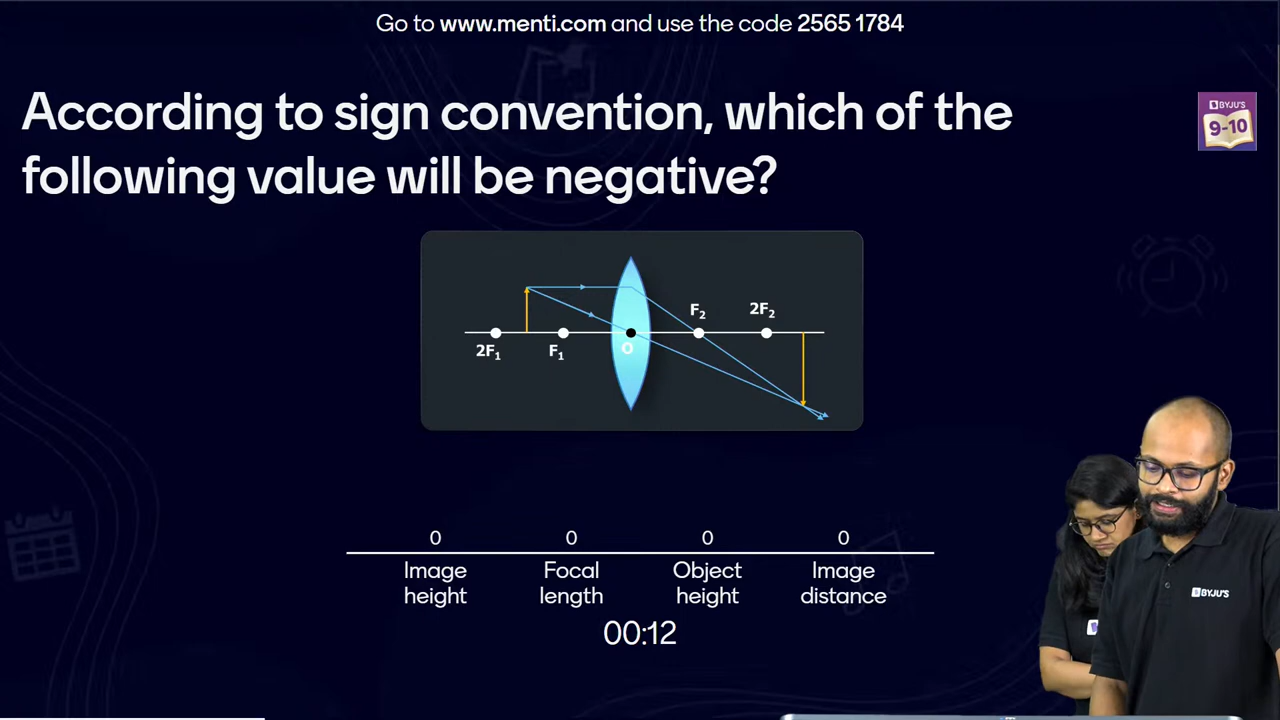 Go to www.menti.com and use the code 2565 1784
According to sign convention, which of the
following value will be negative?
BYJU'S
9-10
F₂
2F₂
2F₁
F₁
O
0
0
0
0
Image
height
Focal
length
Object
height
Image
distance
00:12
BYJU'S